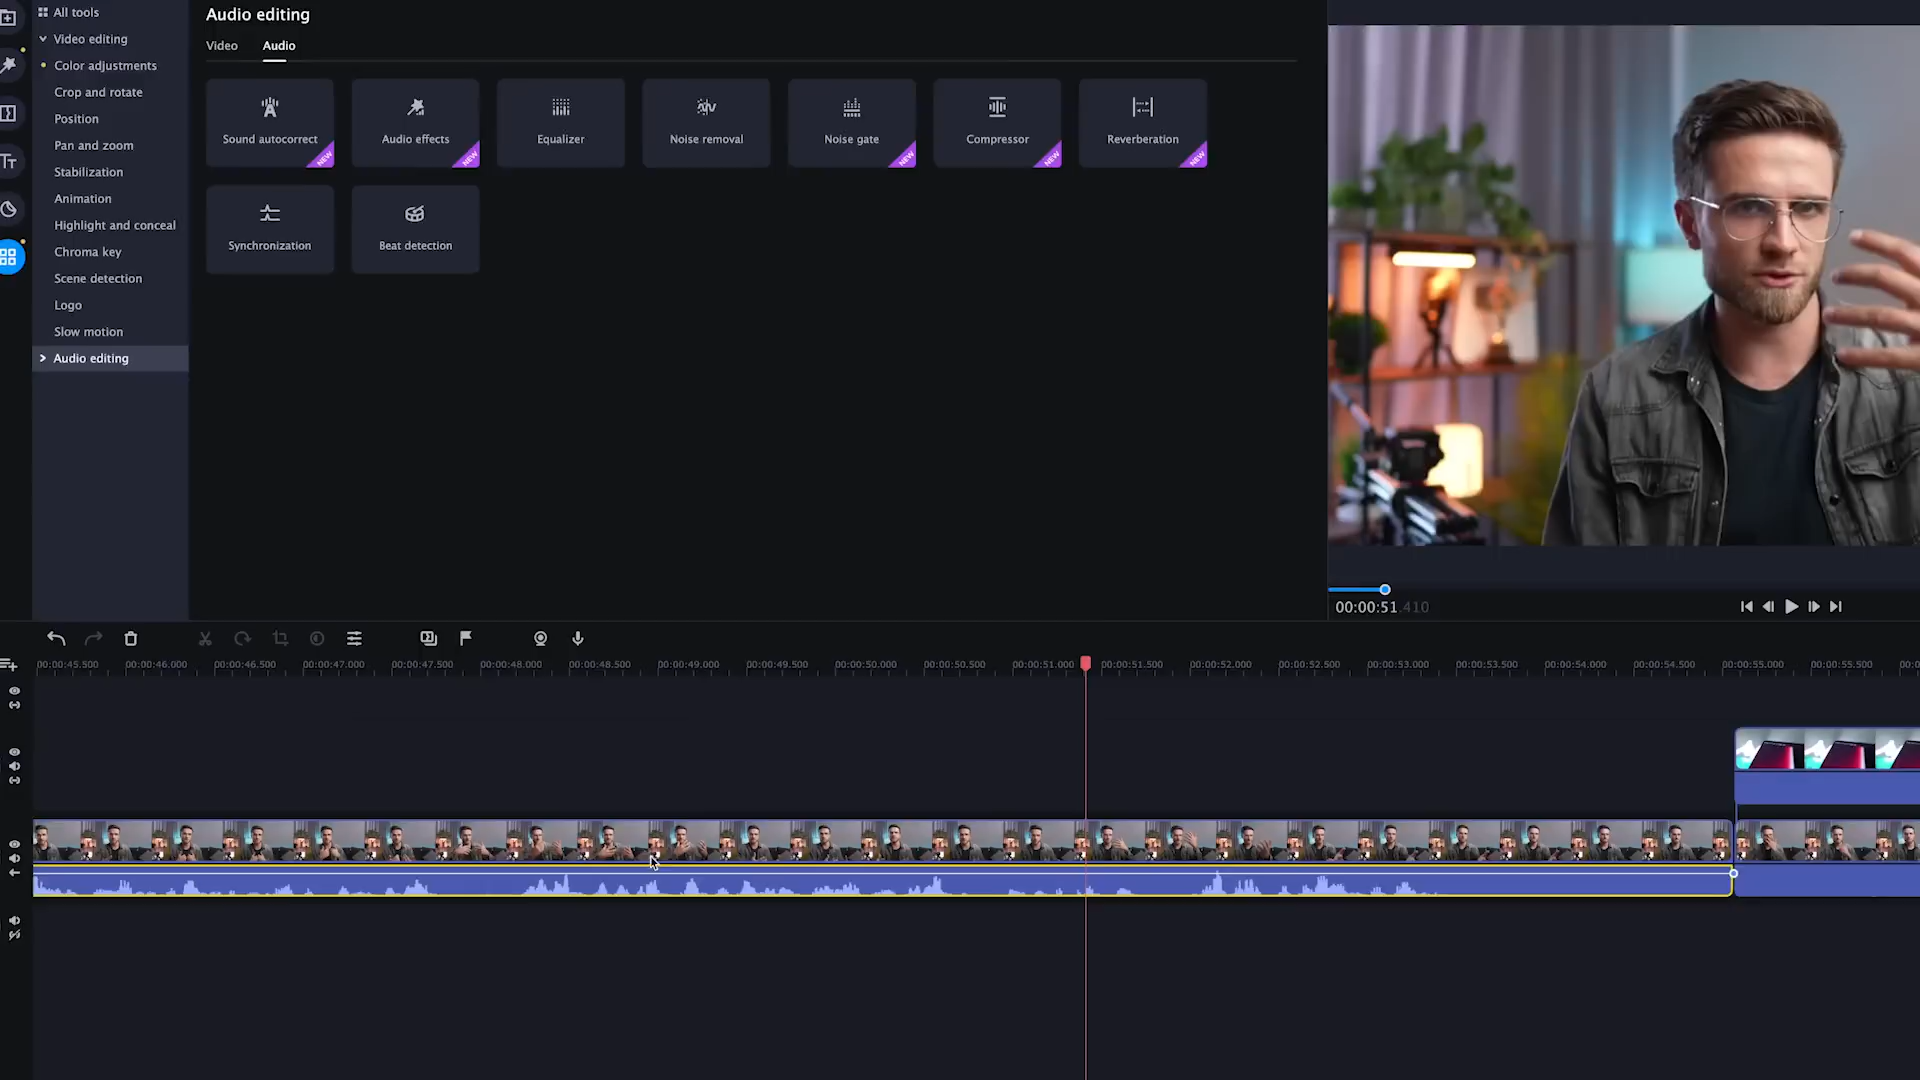 All tools
Video editing
Color adjustments
Crop and rotate
Position
Pan and zoom
Stabilization
Animation
Highlight and conceal
Chroma key
Scene detection
Logo
Slow motion
Audio editing
Audio editing
Video Audio
Sound autocorrect NEW
Audio effects NEW
Equalizer
Noise removal
Noise gate NEW
Compressor NEW
Reverberation NEW
Synchronization
Beat detection
Tт
00:00:51.410
00:00:45.500 00:00:46.000 00:00:46.500 00:00:47.000 00:00:47.500 00:00:48.000 00:00:48.500 00:00:49.000 00:00:49.500 00:00:50.000 00:00:50.500 00:00:51.000 00:00:51.500 00:00:52.000 00:00:52.500 00:00:53.000 00:00:53.500 00:00:54.000 00:00:54.500 00:00:55.000 00:00:55.500